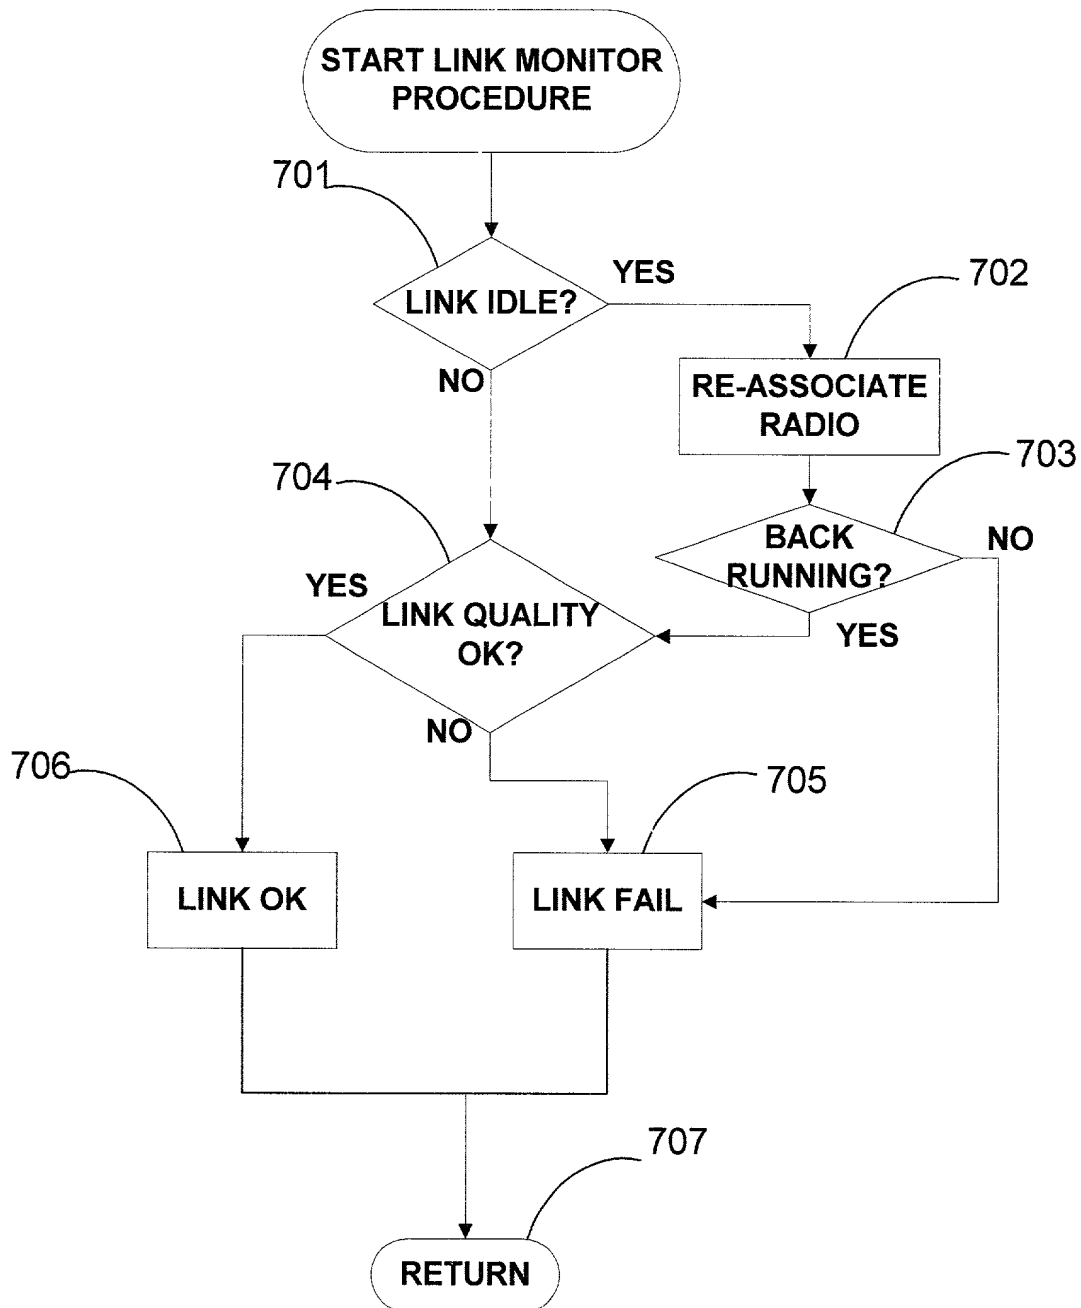 START LINK MONITOR
PROCEDURE
701
LINK IDLE?
YES
702
NO
RE-ASSOCIATE
RADIO
703
704
BACK
RUNNING?
NO
YES
LINK QUALITY
OK?
YES
NO
706
705
LINK OK
LINK FAIL
707
RETURN